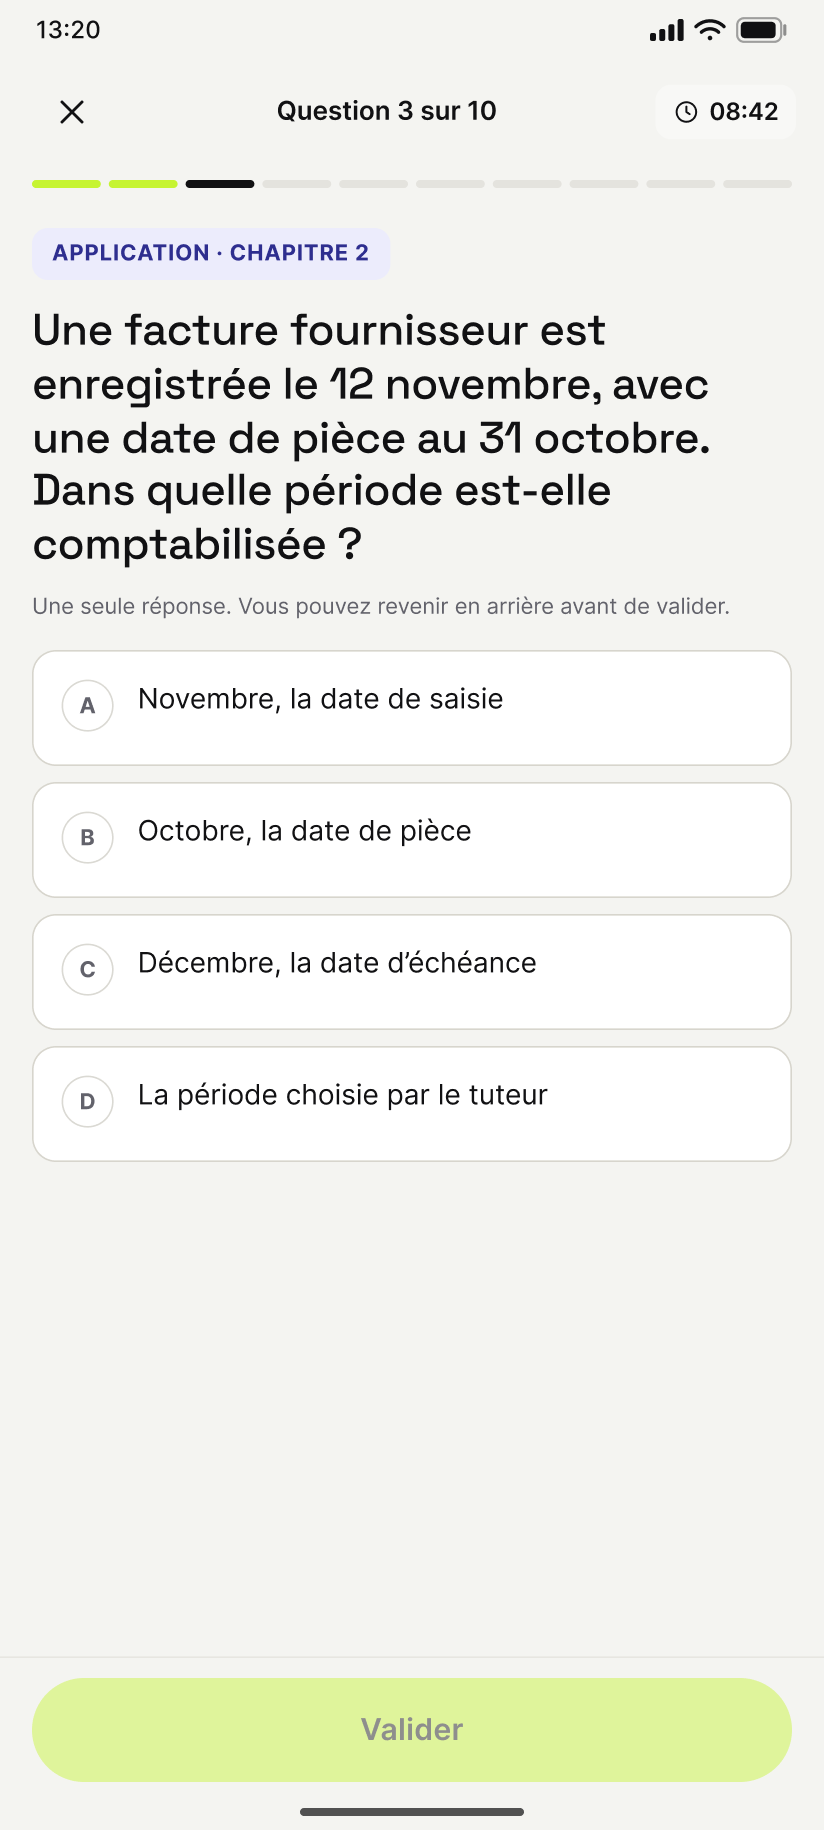 13:20
Question 3 sur 10
08:42
APPLICATION · CHAPITRE 2
Une facture fournisseur est
enregistrée le 12 novembre, avec
une date de pièce au 31 octobre.
Dans quelle période est-elle
comptabilisée ?
Une seule réponse. Vous pouvez revenir en arrière avant de valider.
A Novembre, la date de saisie
B Octobre, la date de pièce
C Décembre, la date d’échéance
D La période choisie par le tuteur
Valider